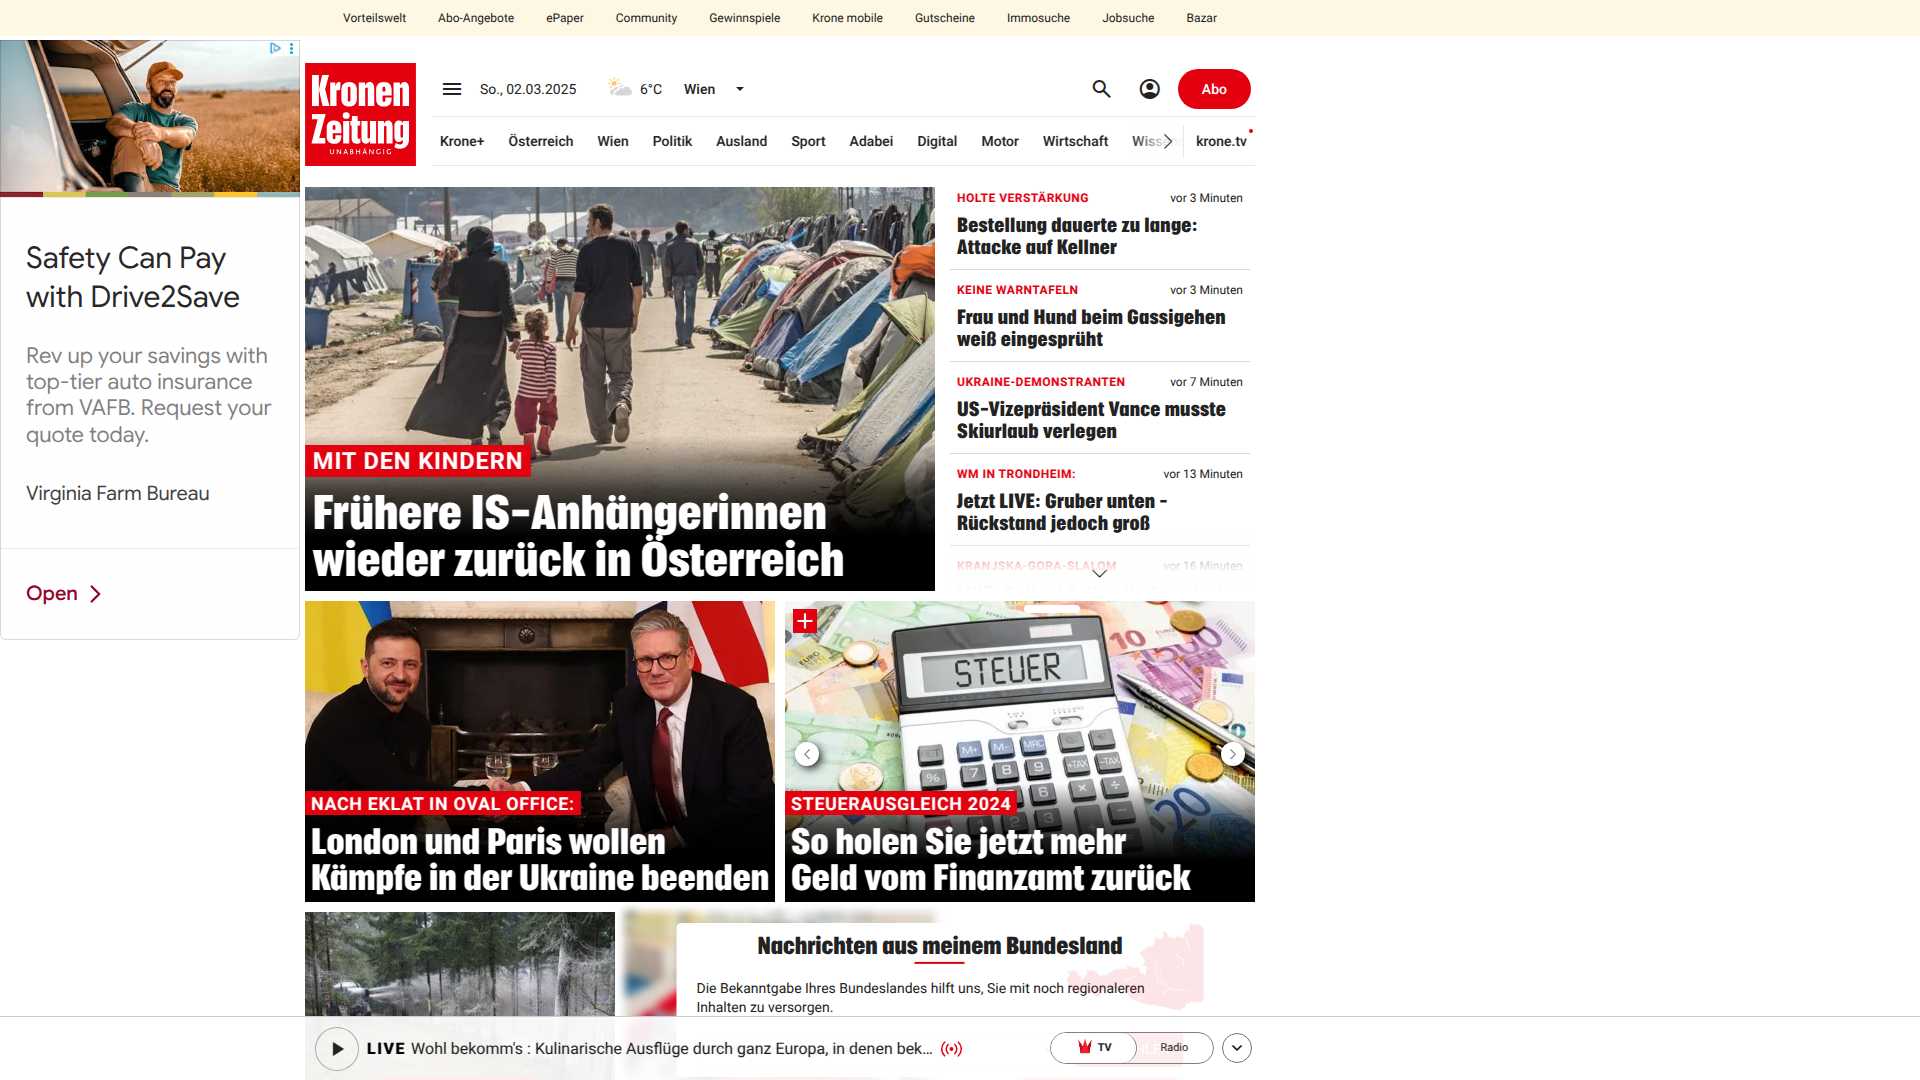 Vorteilswelt Abo-Angebote ePaper Community Gewinnspiele Krone mobile Gutscheine Immosuche Jobsuche Bazar
Kronen
Zeitung
UNABHÄNGIG
So., 02.03.2025 6°C Wien
Abo
Krone+ Österreich Wien Politik Ausland Sport Adabei Digital Motor Wirtschaft krone.tv
Safety Can Pay
with Drive2Save
Rev up your savings with
top-tier auto insurance
from VAFB. Request your
quote today.
Virginia Farm Bureau
Open
MIT DEN KINDERN
Frühere IS-Anhängerinnen
wieder zurück in Österreich
HOLTE VERSTÄRKUNG vor 3 Minuten
Bestellung dauerte zu lange:
Attacke auf Kellner
KEINE WARNTAFELN vor 3 Minuten
Frau und Hund beim Gassigehen
weiß eingesprüht
UKRAINE-DEMONSTRANTEN vor 7 Minuten
US-Vizepräsident Vance musste
Skiurlaub verlegen
WM IN TRONDHEIM: vor 13 Minuten
Jetzt LIVE: Gruber unten -
Rückstand jedoch groß
KRANJSKA-GORA-SLALOM vor 16 Minuten
NACH EKLAT IN OVAL OFFICE:
London und Paris wollen
Kämpfe in der Ukraine beenden
STEUER
STEUERAUSGLEICH 2024
So holen Sie jetzt mehr
Geld vom Finanzamt zurück
Nachrichten aus meinem Bundesland
Die Bekanntgabe Ihres Bundeslandes hilft uns, Sie mit noch regionaleren
Inhalten zu versorgen.
LIVE Wohl bekomm's : Kulinarische Ausflüge durch ganz Europa, in denen bek...
TV Radio